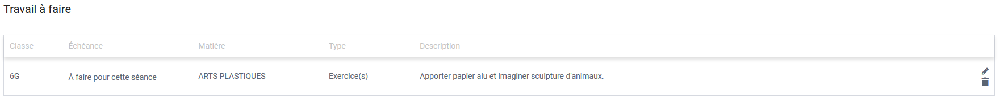 Travail à faire
Classe Échéance Matière Type Description
6G À faire pour cette séance ARTS PLASTIQUES Exercice(s) Apporter papier alu et imaginer sculpture d'animaux.